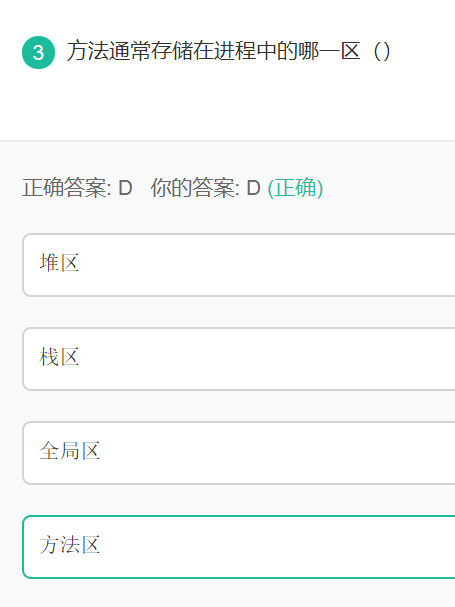 3 方法通常存储在进程中的哪一区（）
正确答案: D 你的答案: D (正确)
堆区
栈区
全局区
方法区